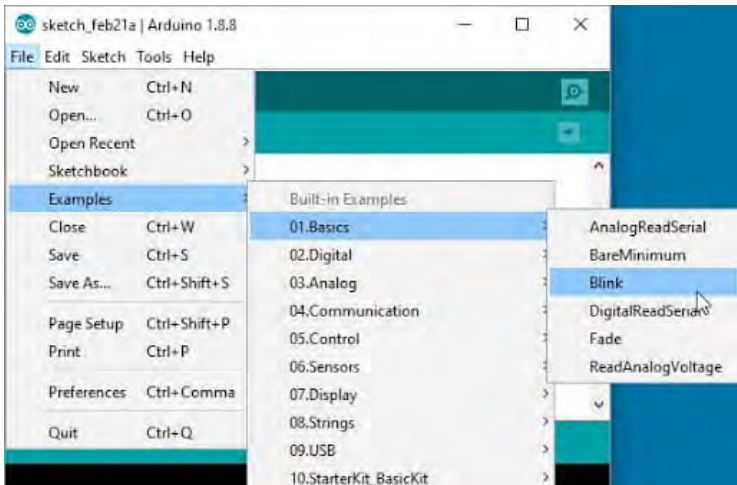 sketch_feb21a | Arduino 1.8.8
File Edit Sketch Tools Help
New Ctrl+N
Open... Ctrl+O
Open Recent
Sketchbook
Examples
Close Ctrl+W
Save Ctrl+S
Save As... Ctrl+Shift+S
Page Setup Ctrl+Shift+P
Print Ctrl+P
Preferences Ctrl+Comma
Quit Ctrl+Q
Built-in Examples
01.Basics
02.Digital
03.Analog
04.Communication
05.Control
06.Sensors
07.Display
08.Strings
09.USB
10.StarterKit_BasicKit
AnalogReadSerial
BareMinimum
Blink
DigitalReadSerial
Fade
ReadAnalogVoltage